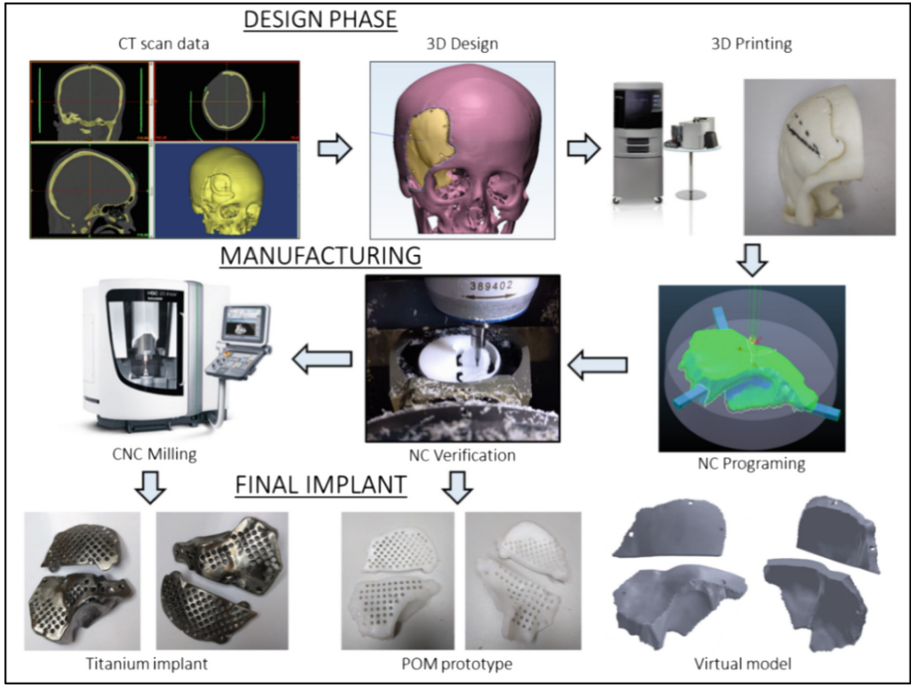 DESIGN PHASE
CT scan data
3D Design
3D Printing
MANUFACTURING
389402
CNC Milling
NC Verification
NC Programing
FINAL IMPLANT
Titanium implant
POM prototype
Virtual model